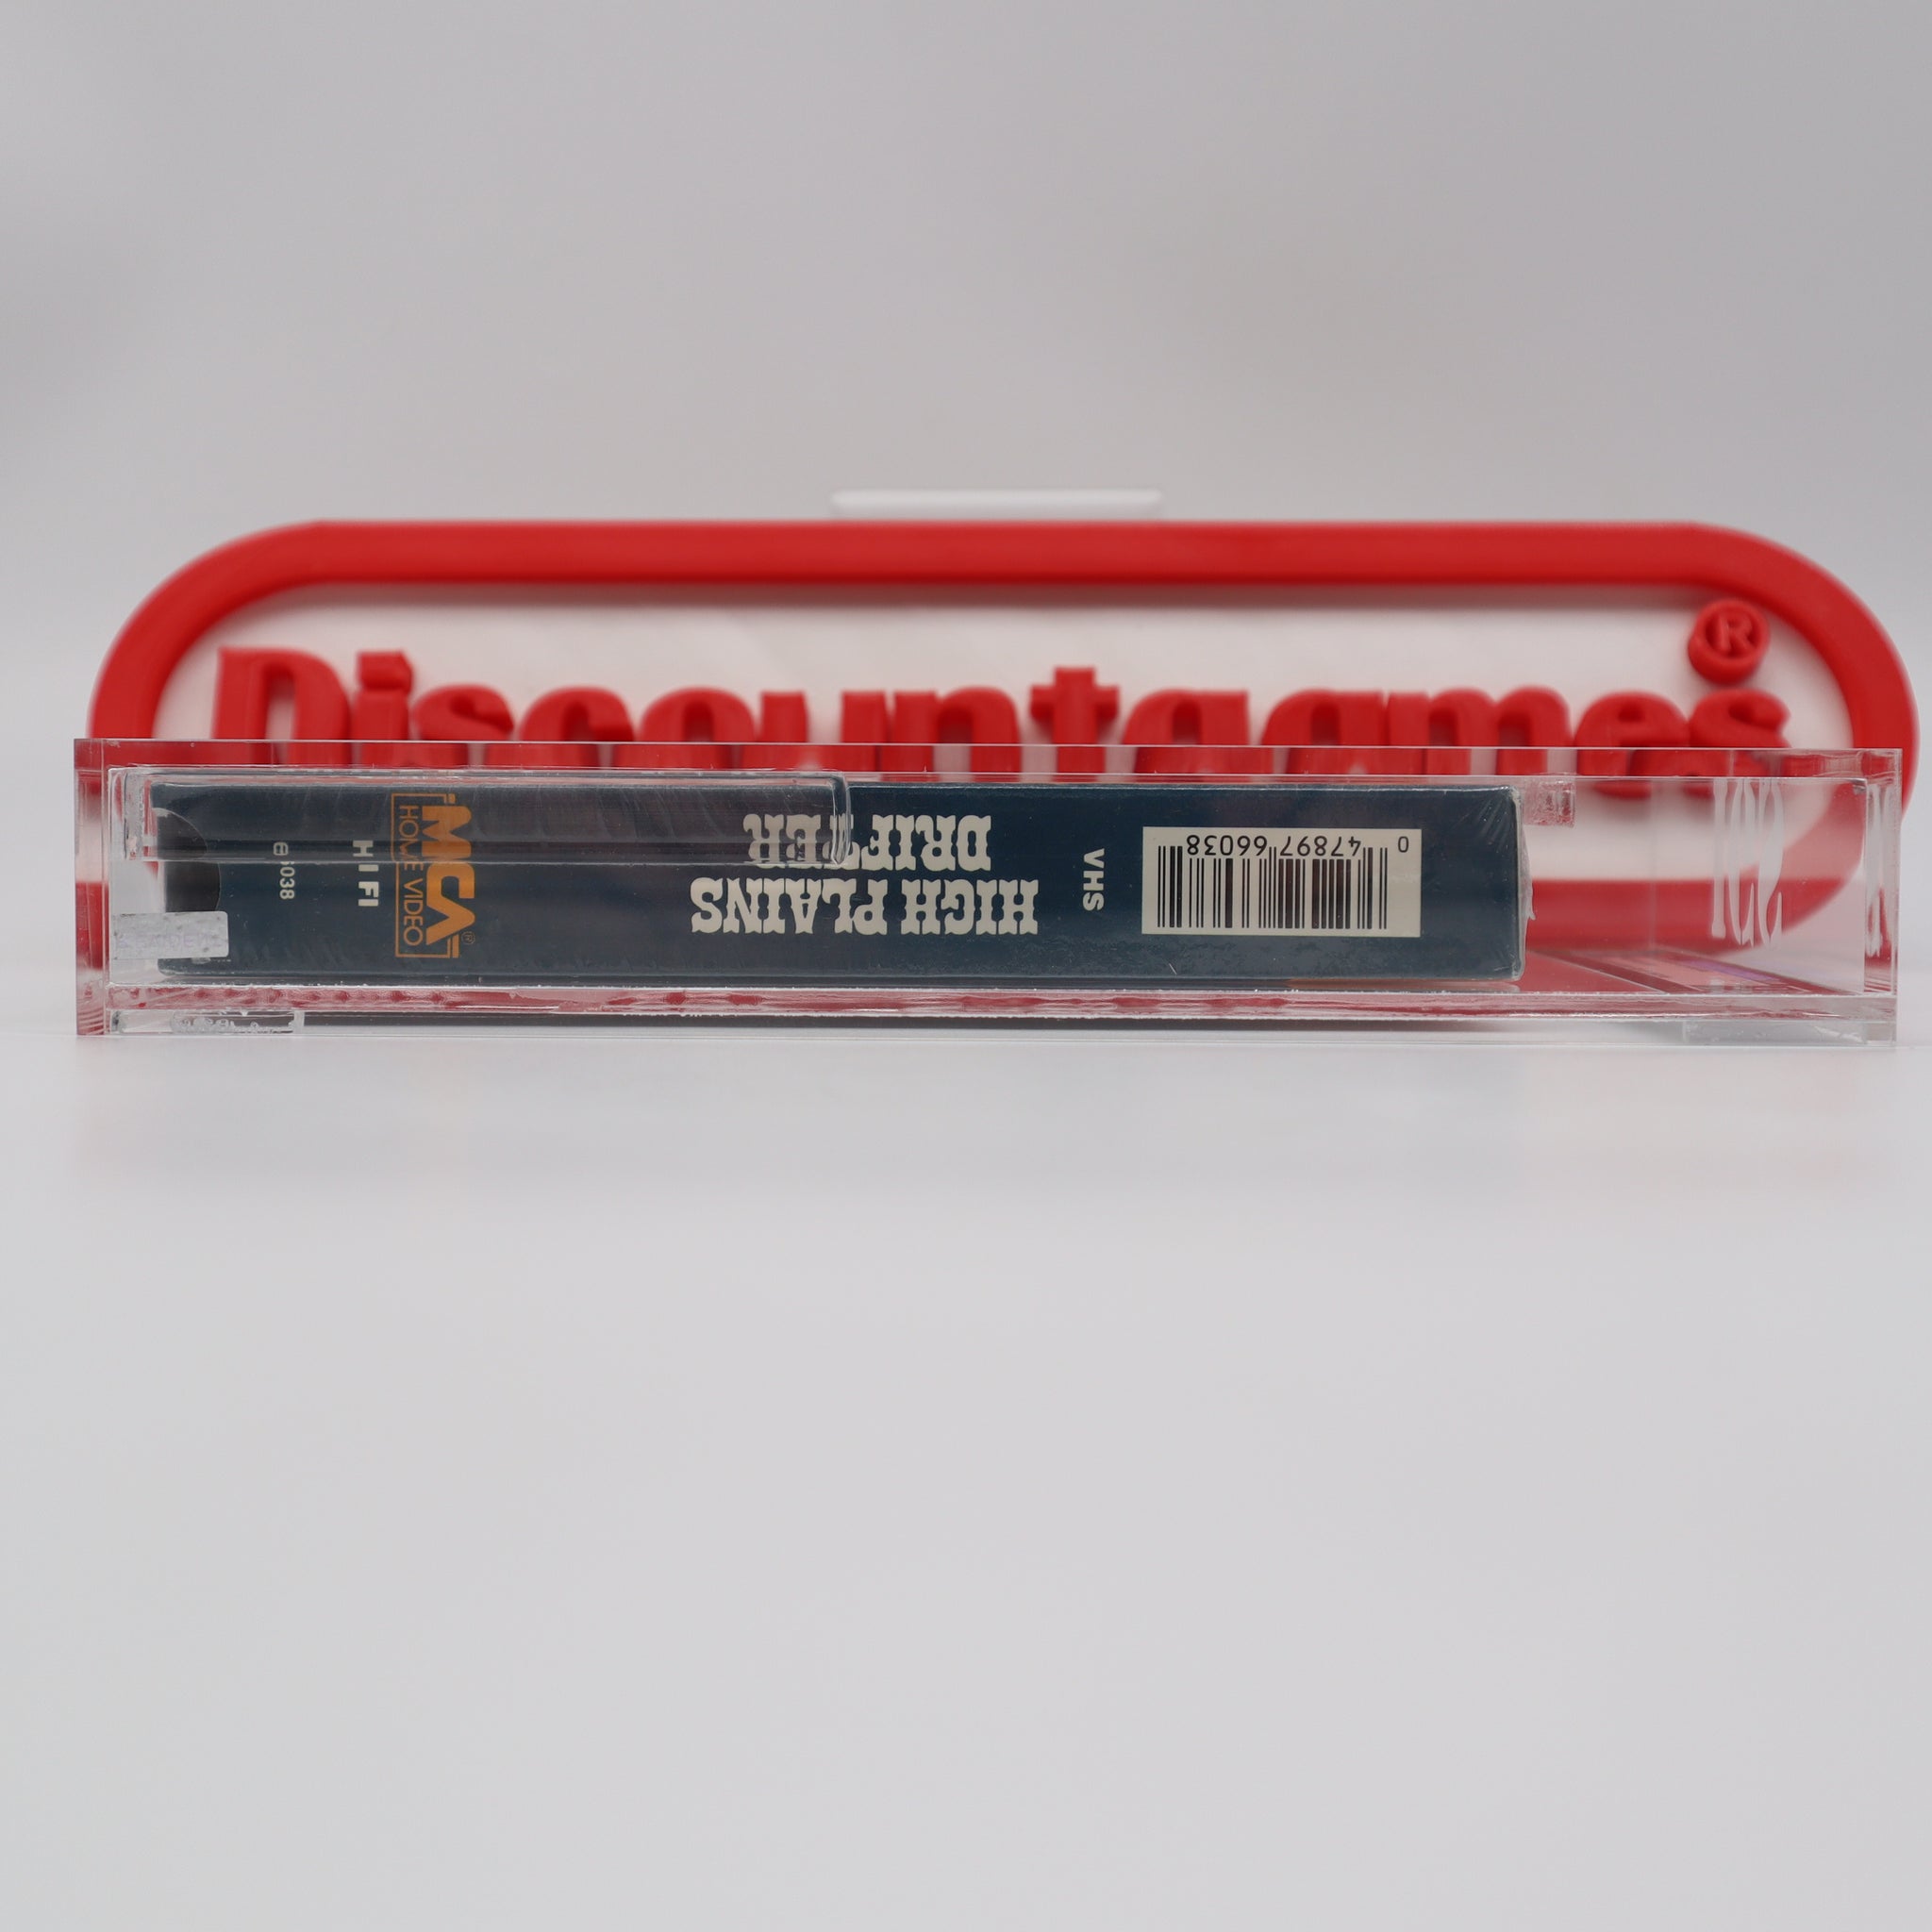 Discountgames®
HIGH PLAINS
DRIFTER
VHS
0 47897 66038
MCA®
HOME VIDEO
HI FI